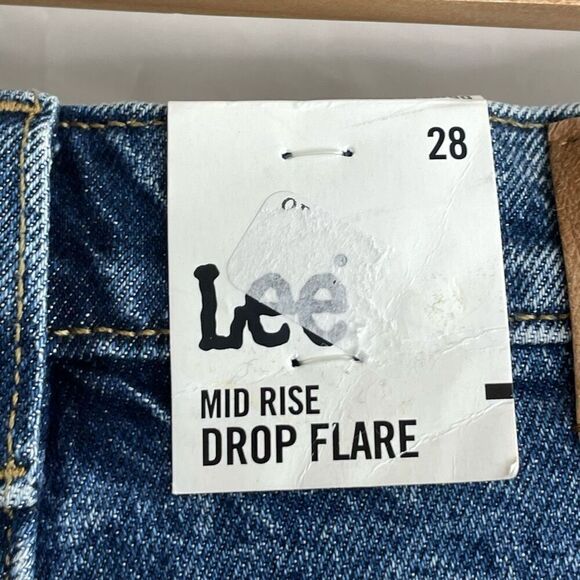 28
Lee®
MID RISE
DROP FLARE